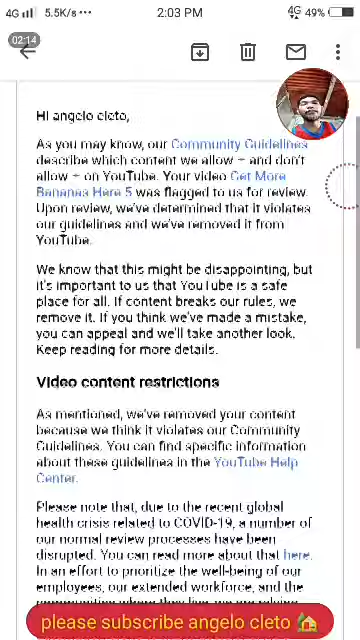 4G 5.5K/s ••• 2:03 PM 4G 49%
02:14
Hi angelo cleto,
As you may know, our Community Guidelines
describe which content we allow – and don't
allow – on YouTube. Your video Get More
Bananas Here 5 was flagged to us for review.
Upon review, we've determined that it violates
our guidelines and we've removed it from
YouTube.
We know that this might be disappointing, but
it's important to us that YouTube is a safe
place for all. If content breaks our rules, we
remove it. If you think we've made a mistake,
you can appeal and we'll take another look.
Keep reading for more details.
Video content restrictions
As mentioned, we've removed your content
because we think it violates our Community
Guidelines. You can find specific information
about these guidelines in the YouTube Help
Center.
Please note that, due to the recent global
health crisis related to COVID-19, a number of
our normal review processes have been
disrupted. You can read more about that here.
In an effort to prioritize the well-being of our
employees, our extended workforce, and the
please subscribe angelo cleto 🏡